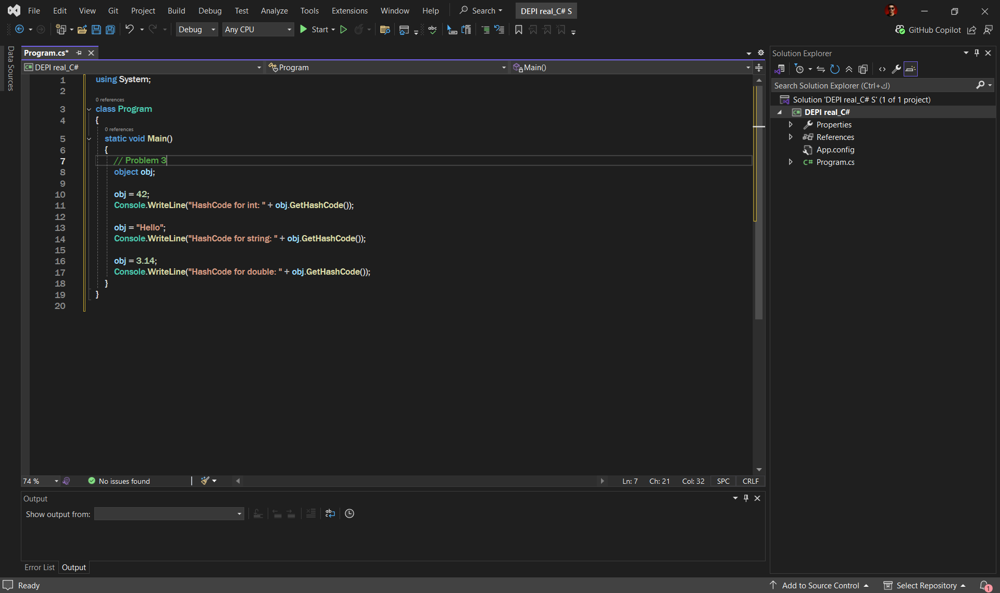 File Edit View Git Project Build Debug Test Analyze Tools Extensions Window Help Search DEPI real_C# S
Debug Any CPU Start GitHub Copilot
Data Sources
Program.cs*
DEPI real_C# Program Main()
1 using System;
2
0 references
3 class Program
4 {
0 references
5 static void Main()
6 {
7 // Problem 3
8 object obj;
9
10 obj = 42;
11 Console.WriteLine("HashCode for int: " + obj.GetHashCode());
12
13 obj = "Hello";
14 Console.WriteLine("HashCode for string: " + obj.GetHashCode());
15
16 obj = 3.14;
17 Console.WriteLine("HashCode for double: " + obj.GetHashCode());
18 }
19 }
20
74 % No issues found Ln: 7 Ch: 21 Col: 32 SPC CRLF
Output
Show output from:
Error List Output
Solution Explorer
Search Solution Explorer (Ctrl+ك)
Solution 'DEPI real_C# S' (1 of 1 project)
DEPI real_C#
Properties
References
App.config
C# Program.cs
Ready Add to Source Control Select Repository 1